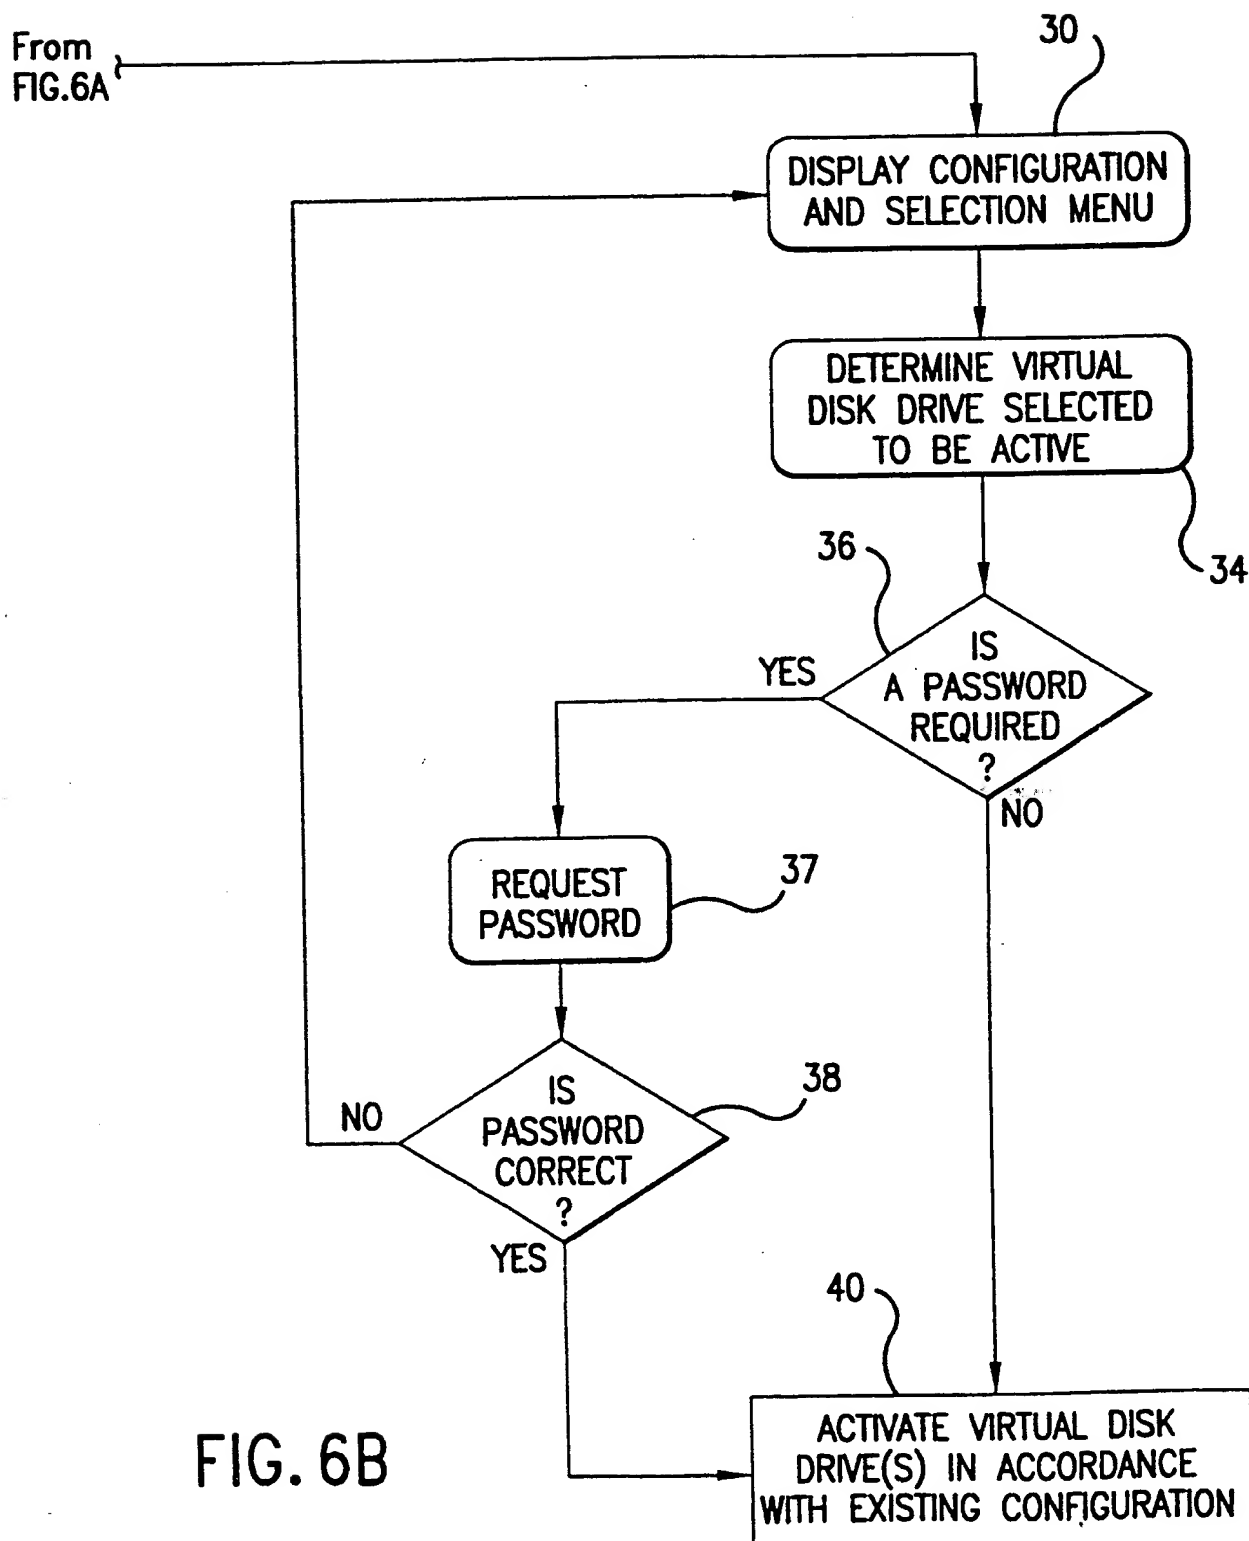 From
FIG.6A
30
DISPLAY CONFIGURATION
AND SELECTION MENU
DETERMINE VIRTUAL
DISK DRIVE SELECTED
TO BE ACTIVE
34
36
IS
A PASSWORD
REQUIRED
?
YES
NO
REQUEST
PASSWORD
37
IS
PASSWORD
CORRECT
?
38
NO
YES
40
ACTIVATE VIRTUAL DISK
DRIVE(S) IN ACCORDANCE
WITH EXISTING CONFIGURATION
FIG. 6B